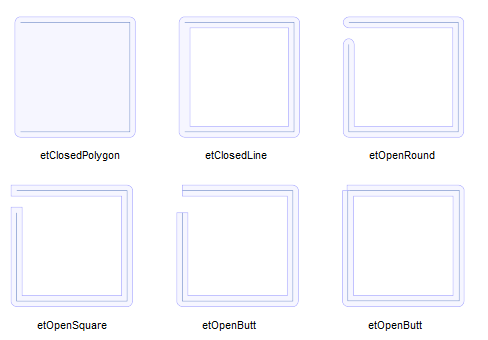 etClosedPolygon
etClosedLine
etOpenRound
etOpenSquare
etOpenButt
etOpenButt